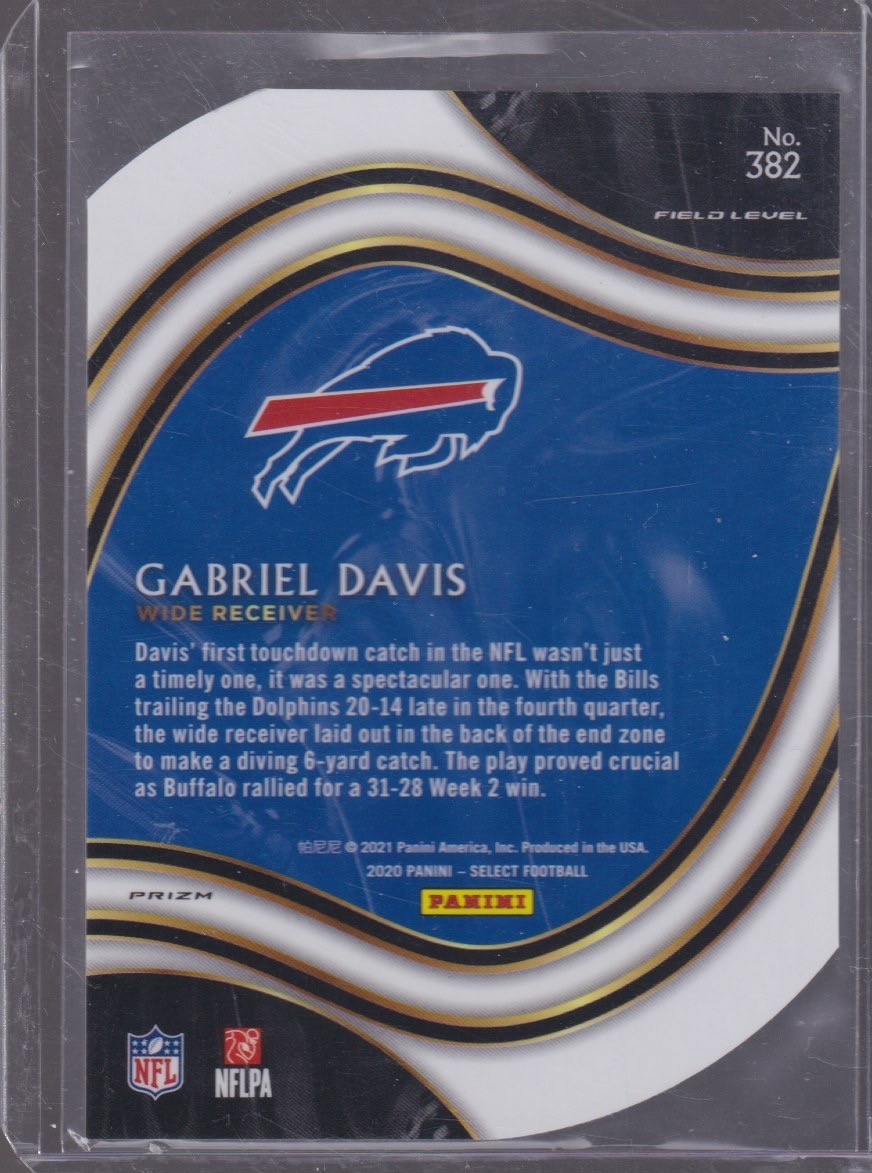 No.
382
FIELD LEVEL
GABRIEL DAVIS
WIDE RECEIVER
Davis' first touchdown catch in the NFL wasn't just
a timely one, it was a spectacular one. With the Bills
trailing the Dolphins 20-14 late in the fourth quarter,
the wide receiver laid out in the back of the end zone
to make a diving 6-yard catch. The play proved crucial
as Buffalo rallied for a 31-28 Week 2 win.
帕尼尼 © 2021 Panini America, Inc. Produced in the USA.
2020 PANINI – SELECT FOOTBALL
PANINI
PRIZM
NFL
NFLPA